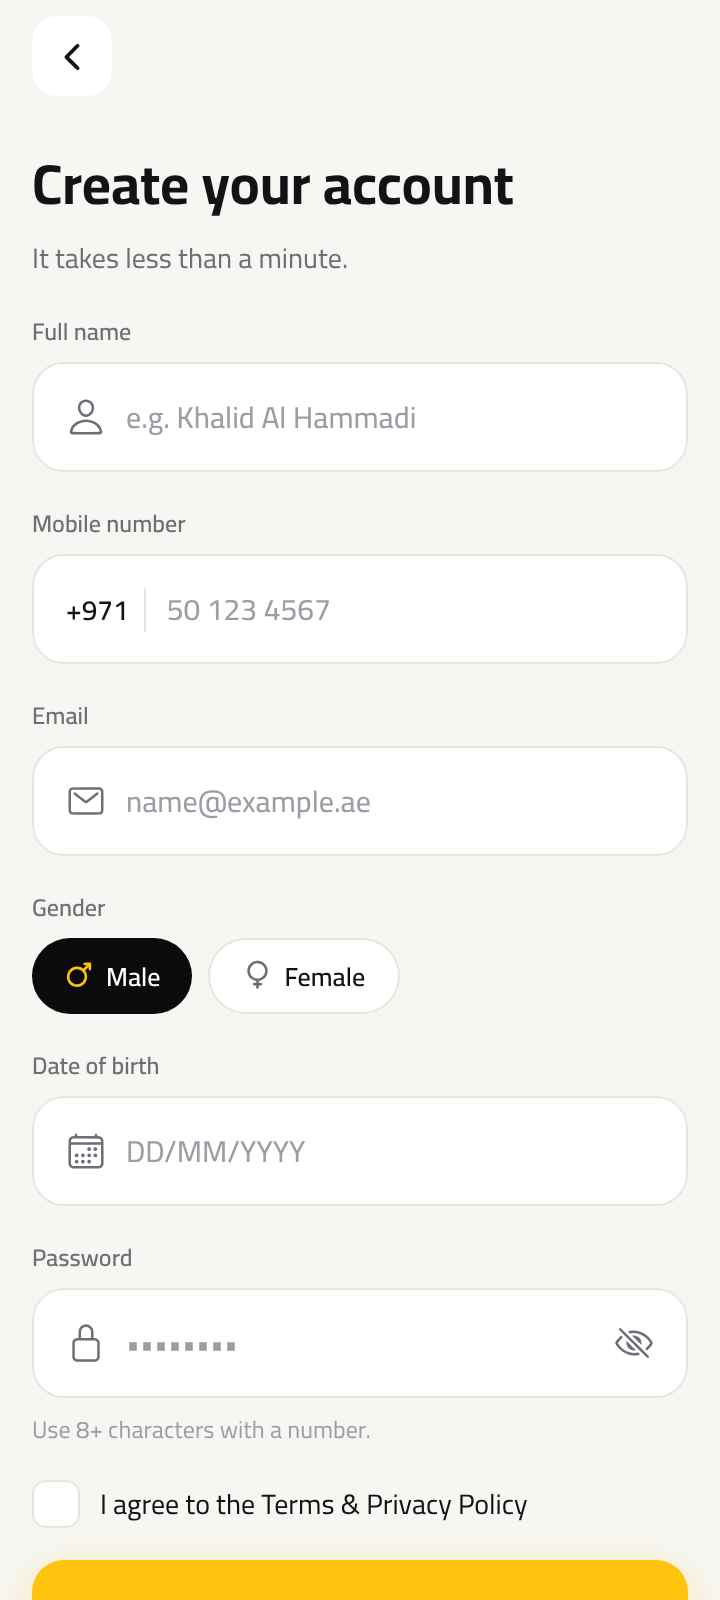 Create your account
It takes less than a minute.
Full name
e.g. Khalid Al Hammadi
Mobile number
+971 50 123 4567
Email
name@example.ae
Gender
Male Female
Date of birth
DD/MM/YYYY
Password
Use 8+ characters with a number.
I agree to the Terms & Privacy Policy